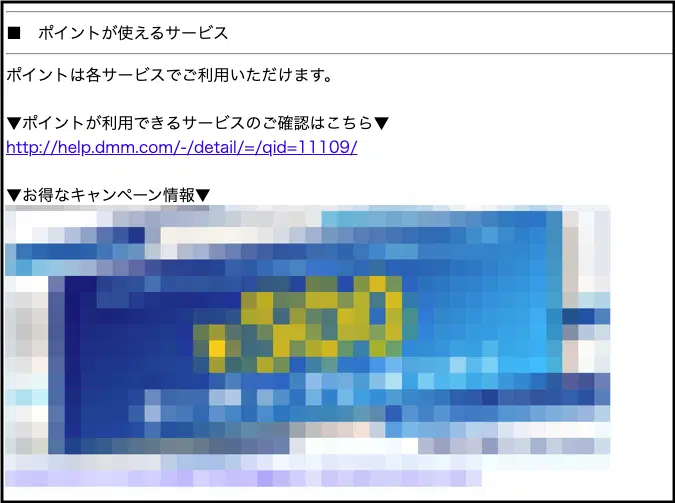 ■　ポイントが使えるサービス
ポイントは各サービスでご利用いただけます。
▼ポイントが利用できるサービスのご確認はこちら▼
http://help.dmm.com/-/detail/=/qid=11109/
▼お得なキャンペーン情報▼